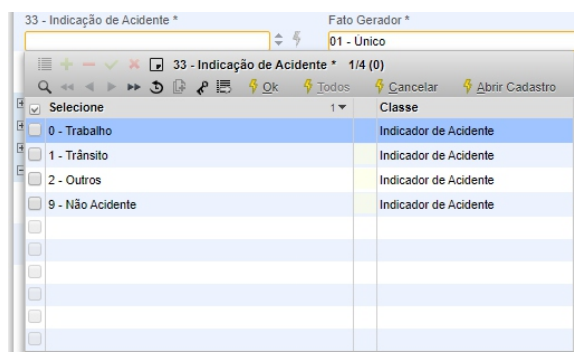 33 - Indicação de Acidente * Fato Gerador *
01 - Único
33 - Indicação de Acidente * 1/4 (0)
Ok Todos Cancelar Abrir Cadastro
Selecione 1 Classe
0 - Trabalho Indicador de Acidente
1 - Trânsito Indicador de Acidente
2 - Outros Indicador de Acidente
9 - Não Acidente Indicador de Acidente